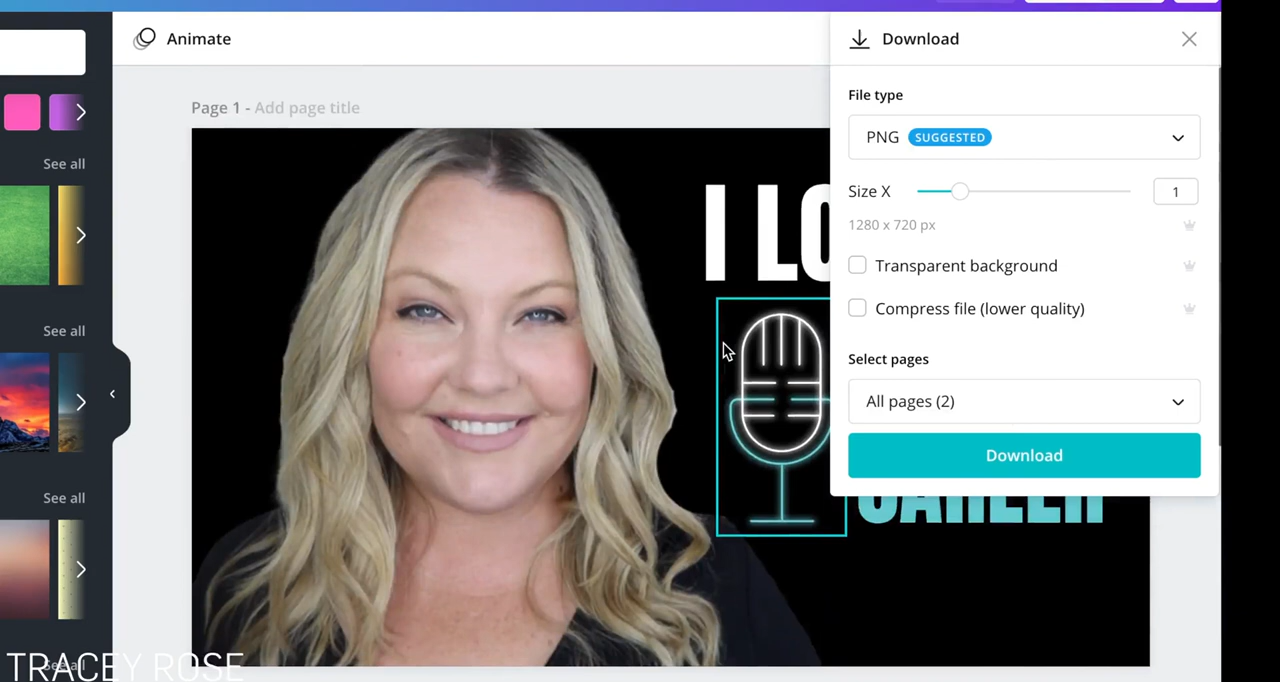 Animate
Download
Page 1 - Add page title
File type
PNG SUGGESTED
Size X
1
1280 x 720 px
Transparent background
Compress file (lower quality)
Select pages
All pages (2)
Download
See all
See all
See all
See all
I LO
CAREER
TRACEY ROSE